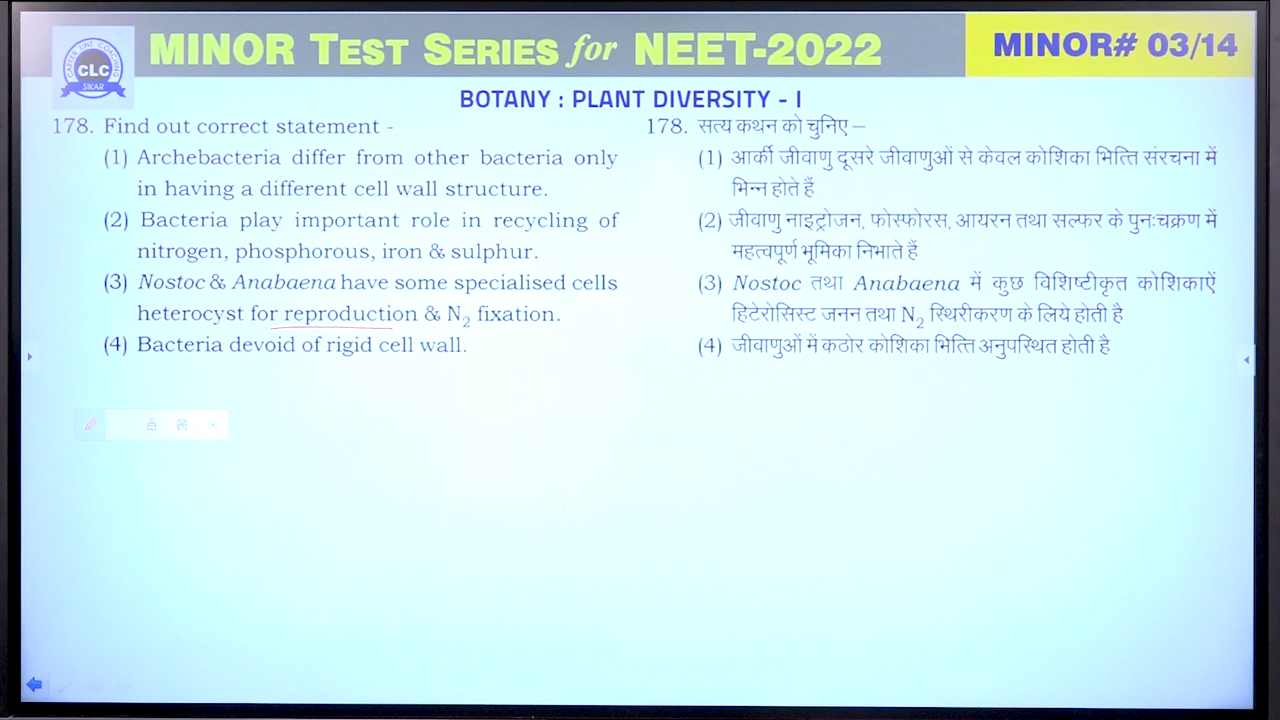 CAREER LINE COACHING
CLC
SIKAR
MINOR TEST SERIES for NEET-2022
MINOR# 03/14
BOTANY : PLANT DIVERSITY - I
178. Find out correct statement -
(1) Archebacteria differ from other bacteria only
in having a different cell wall structure.
(2) Bacteria play important role in recycling of
nitrogen, phosphorous, iron & sulphur.
(3) Nostoc & Anabaena have some specialised cells
heterocyst for reproduction & N₂ fixation.
(4) Bacteria devoid of rigid cell wall.
178. सत्य कथन को चुनिए –
(1) आर्की जीवाणु दूसरे जीवाणुओं से केवल कोशिका भित्ति संरचना में
भिन्न होते हैं
(2) जीवाणु नाइट्रोजन, फोस्फोरस, आयरन तथा सल्फर के पुनःचक्रण में
महत्वपूर्ण भूमिका निभाते हैं
(3) Nostoc तथा Anabaena में कुछ विशिष्टीकृत कोशिकाऐं
हिटेरोसिस्ट जनन तथा N₂ स्थिरीकरण के लिये होती है
(4) जीवाणुओं में कठोर कोशिका भित्ति अनुपस्थित होती है